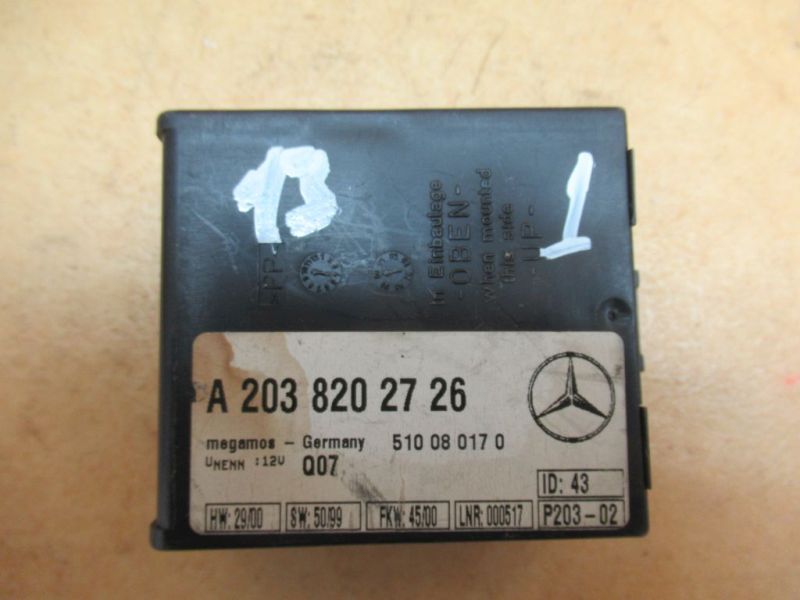 13
1
In Einbaulage
- OBEN -
when mounted
this side
- UP -
>PP<
A 203 820 27 26
megamos - Germany 510 08 017 0
UNENN :12V Q07
ID: 43
HW: 29/00 SW: 50/99 FKW: 45/00 LNR: 000517 P203-02